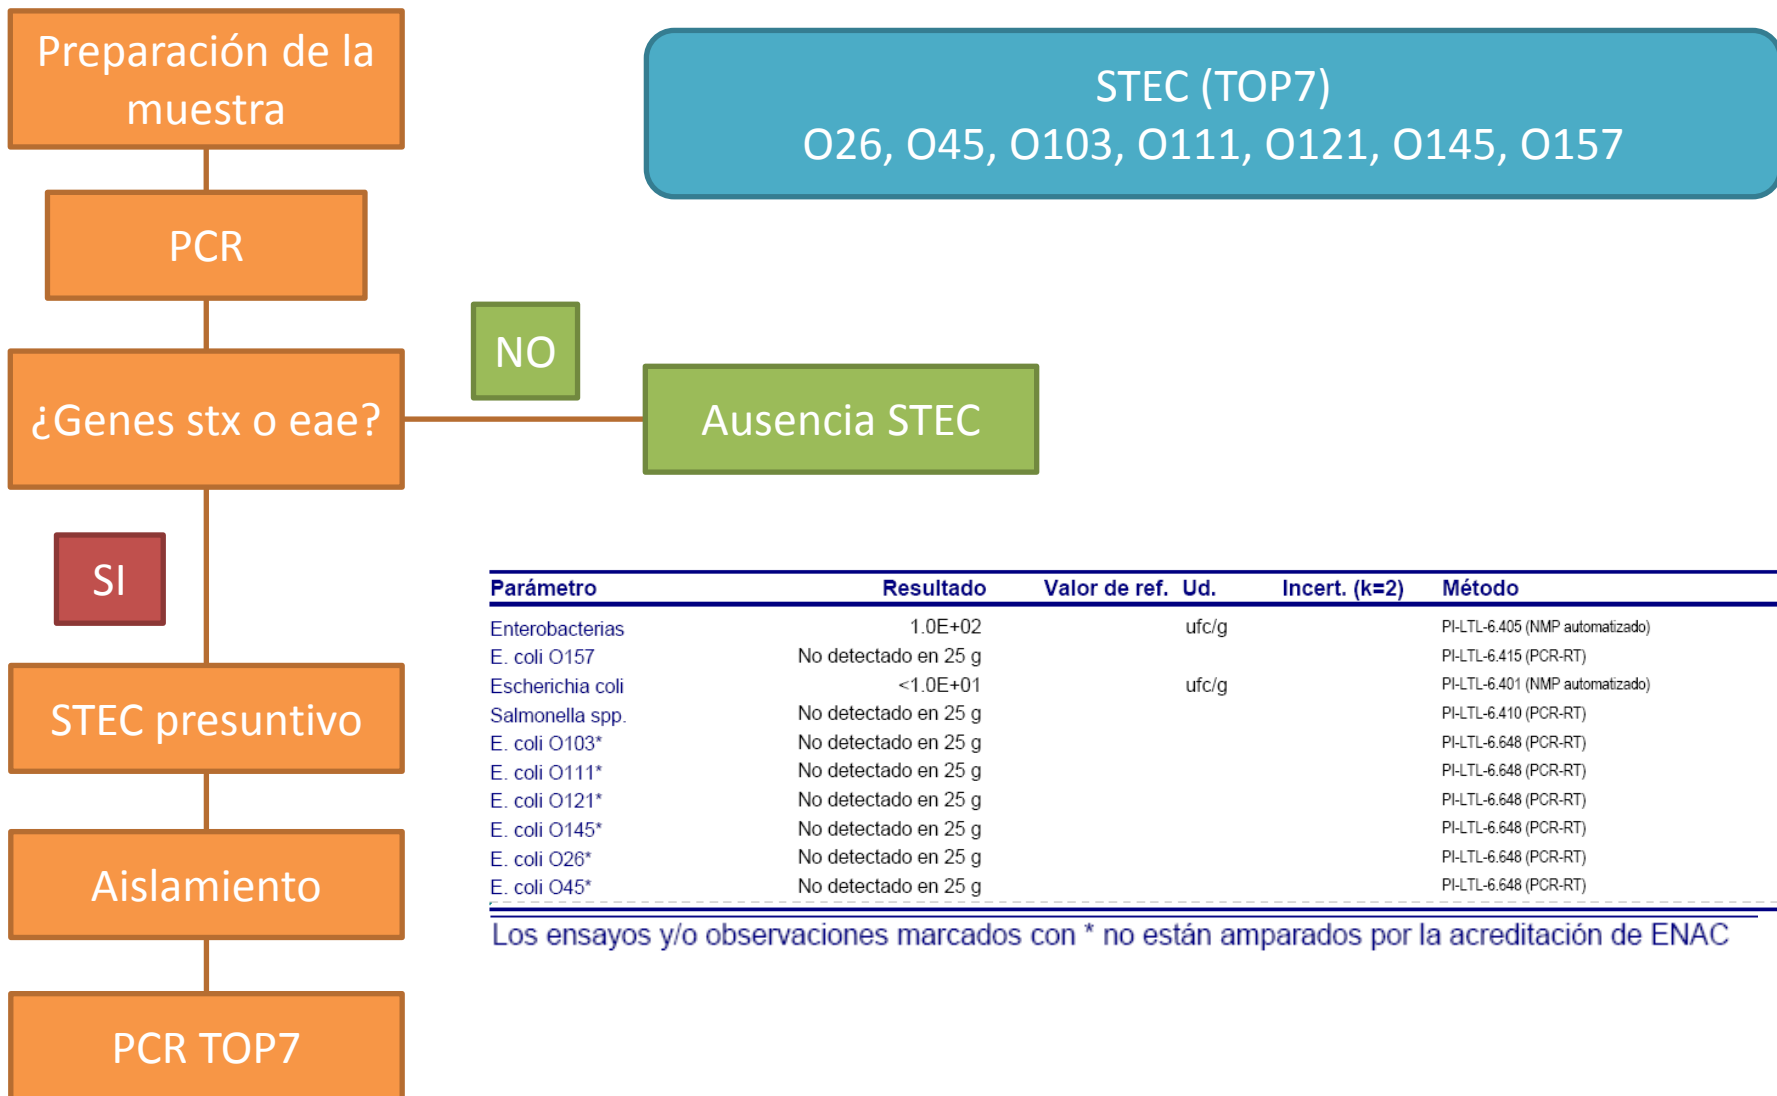 Preparación de la
muestra
STEC (TOP7)
O26, O45, O103, O111, O121, O145, O157
PCR
NO
¿Genes stx o eae?
Ausencia STEC
SI
STEC presuntivo
Aislamiento
PCR TOP7
Parámetro Resultado Valor de ref. Ud. Incert. (k=2) Método
Enterobacterias 1.0E+02 ufc/g PI-LTL-6.405 (NMP automatizado)
E. coli O157 No detectado en 25 g PI-LTL-6.415 (PCR-RT)
Escherichia coli <1.0E+01 ufc/g PI-LTL-6.401 (NMP automatizado)
Salmonella spp. No detectado en 25 g PI-LTL-6.410 (PCR-RT)
E. coli O103* No detectado en 25 g PI-LTL-6.648 (PCR-RT)
E. coli O111* No detectado en 25 g PI-LTL-6.648 (PCR-RT)
E. coli O121* No detectado en 25 g PI-LTL-6.648 (PCR-RT)
E. coli O145* No detectado en 25 g PI-LTL-6.648 (PCR-RT)
E. coli O26* No detectado en 25 g PI-LTL-6.648 (PCR-RT)
E. coli O45* No detectado en 25 g PI-LTL-6.648 (PCR-RT)
Los ensayos y/o observaciones marcados con * no están amparados por la acreditación de ENAC